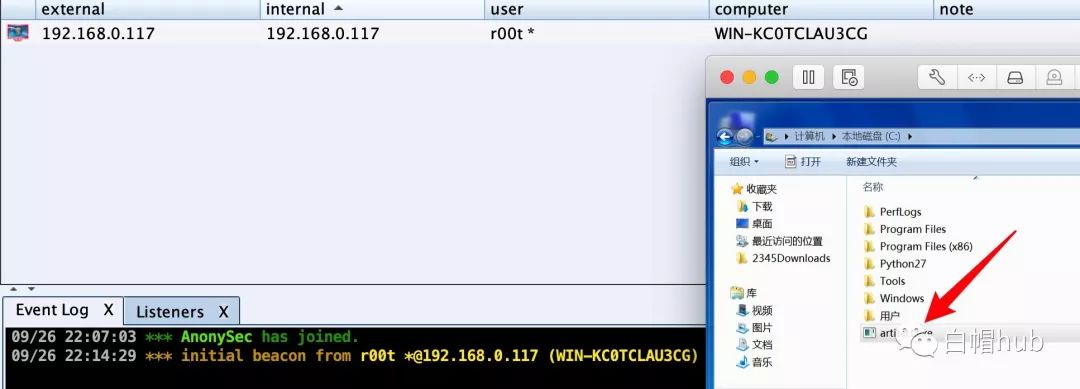 external internal user computer note
192.168.0.117 192.168.0.117 r00t * WIN-KC0TCLAU3CG
计算机 本地磁盘 (C:)
组织 打开 新建文件夹
收藏夹
下载
桌面
最近访问的位置
2345Downloads
库
视频
图片
文档
音乐
名称
PerfLogs
Program Files
Program Files (x86)
Python27
Tools
Windows
用户
白帽hub
Event Log X Listeners X
09/26 22:07:03 *** AnonySec has joined.
09/26 22:14:29 *** initial beacon from r00t *@192.168.0.117 (WIN-KC0TCLAU3CG)